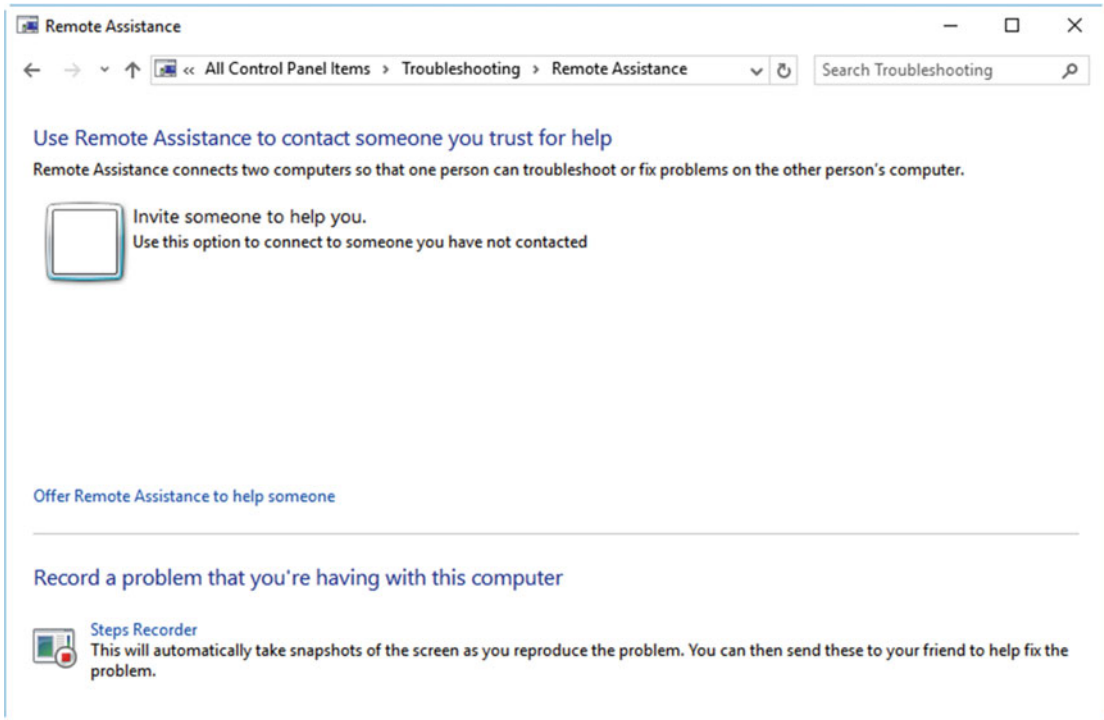 Remote Assistance
« All Control Panel Items › Troubleshooting › Remote Assistance
Search Troubleshooting
Use Remote Assistance to contact someone you trust for help
Remote Assistance connects two computers so that one person can troubleshoot or fix problems on the other person's computer.
Invite someone to help you.
Use this option to connect to someone you have not contacted
Offer Remote Assistance to help someone
Record a problem that you're having with this computer
Steps Recorder
This will automatically take snapshots of the screen as you reproduce the problem. You can then send these to your friend to help fix the
problem.